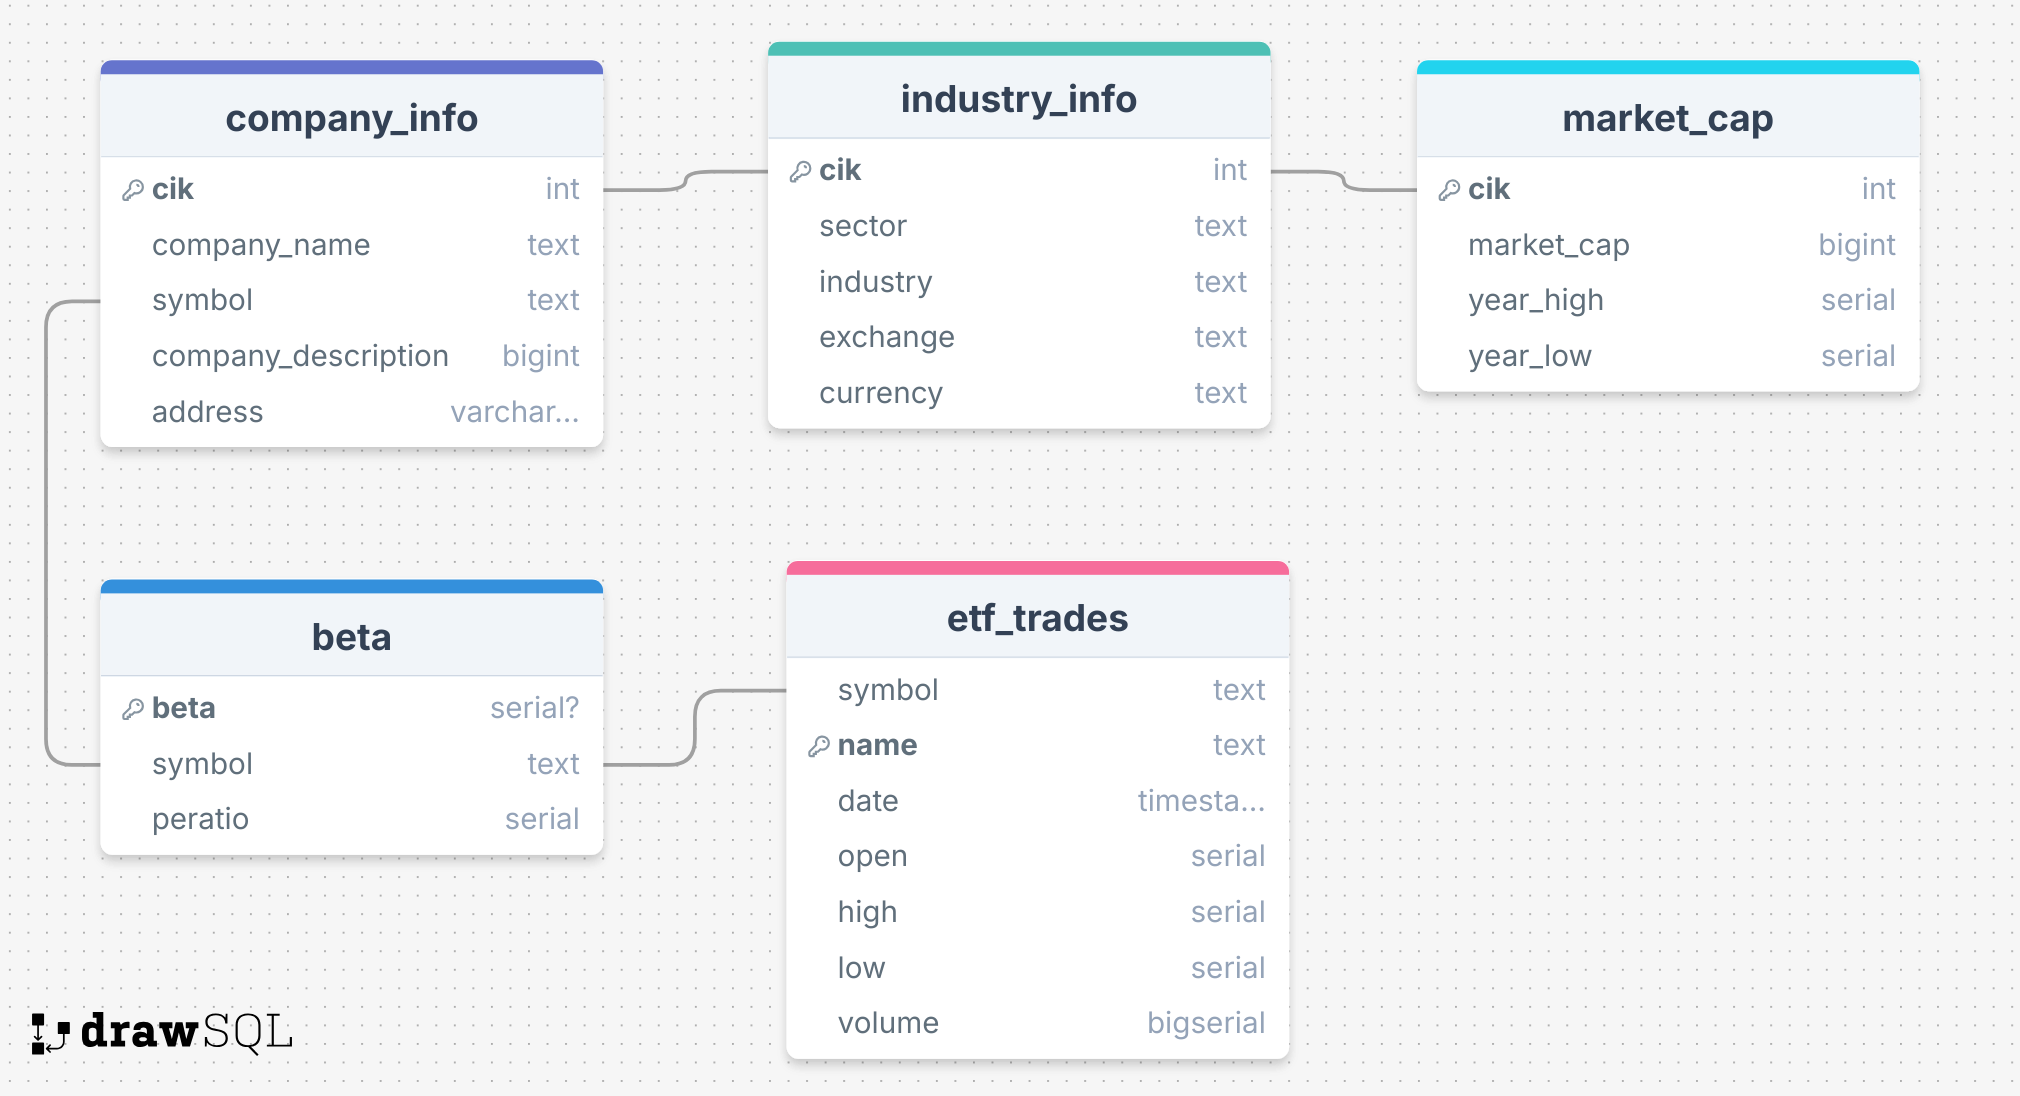 company_info
cik int
company_name text
symbol text
company_description bigint
address varchar...
industry_info
cik int
sector text
industry text
exchange text
currency text
market_cap
cik int
market_cap bigint
year_high serial
year_low serial
beta
beta serial?
symbol text
peratio serial
etf_trades
symbol text
name text
date timesta...
open serial
high serial
low serial
volume bigserial
drawSQL